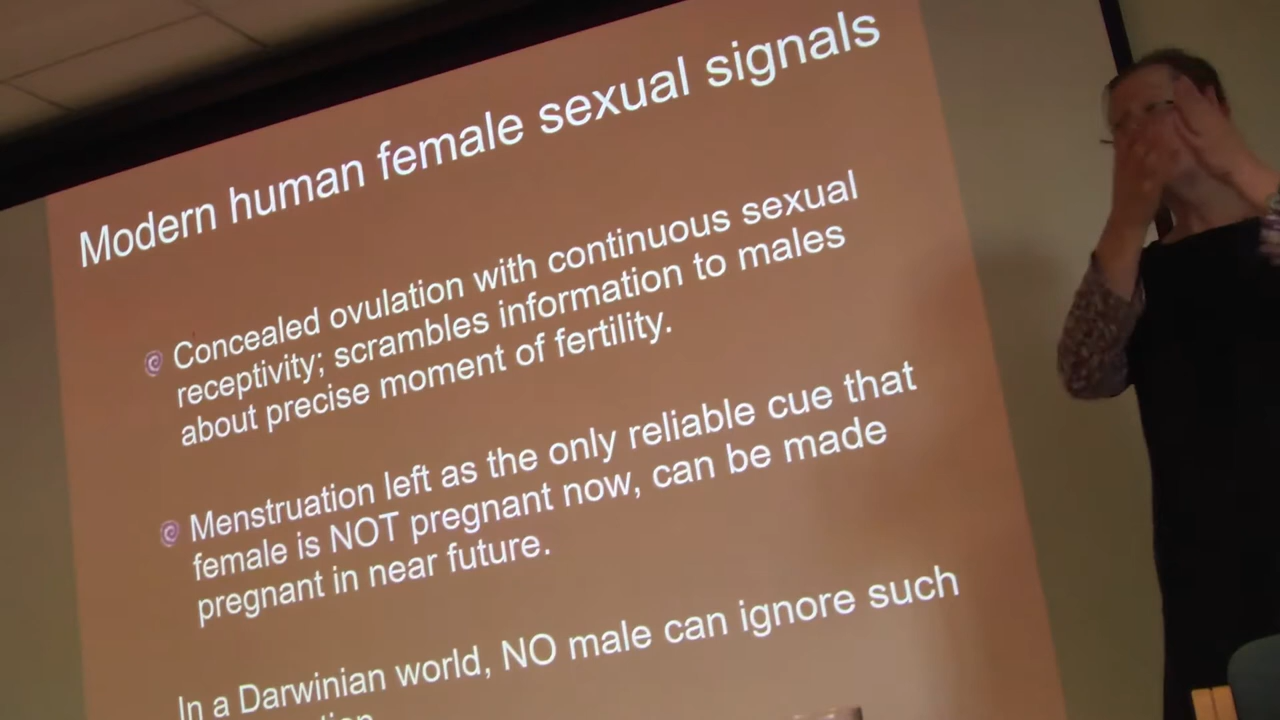 Modern human female sexual signals
Concealed ovulation with continuous sexual
receptivity; scrambles information to males
about precise moment of fertility.
Menstruation left as the only reliable cue that
female is NOT pregnant now, can be made
pregnant in near future.
In a Darwinian world, NO male can ignore such